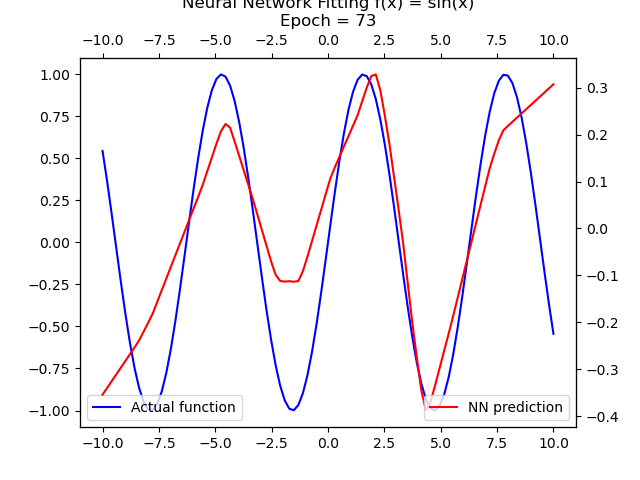 Neural Network Fitting f(x) = sin(x)
Epoch = 73
−10.0 −7.5 −5.0 −2.5 0.0 2.5 5.0 7.5 10.0
1.00
0.75
0.50
0.25
0.00
−0.25
−0.50
−0.75
−1.00
0.3
0.2
0.1
0.0
−0.1
−0.2
−0.3
−0.4
Actual function
NN prediction
−10.0 −7.5 −5.0 −2.5 0.0 2.5 5.0 7.5 10.0